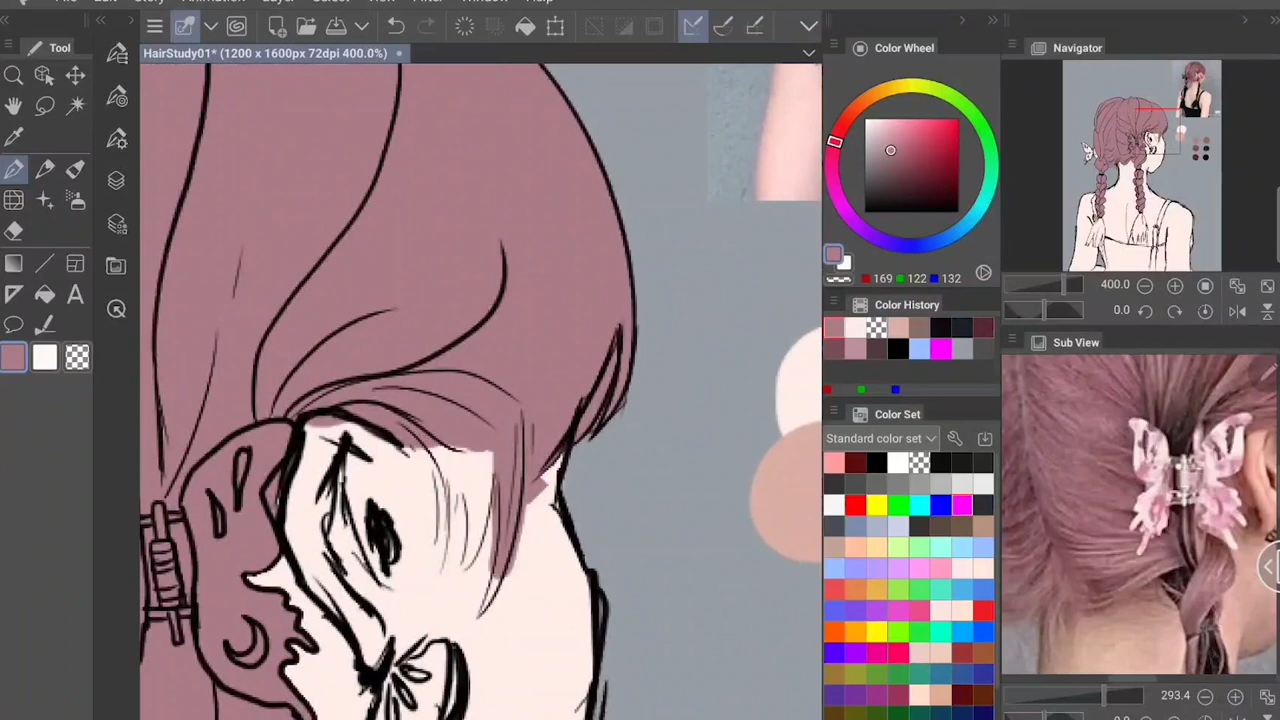 Tool
HairStudy01* (1200 x 1600px 72dpi 400.0%)
Color Wheel
169 122 132
Color History
Color Set
Standard color set
Navigator
400.0
0.0
Sub View
293.4